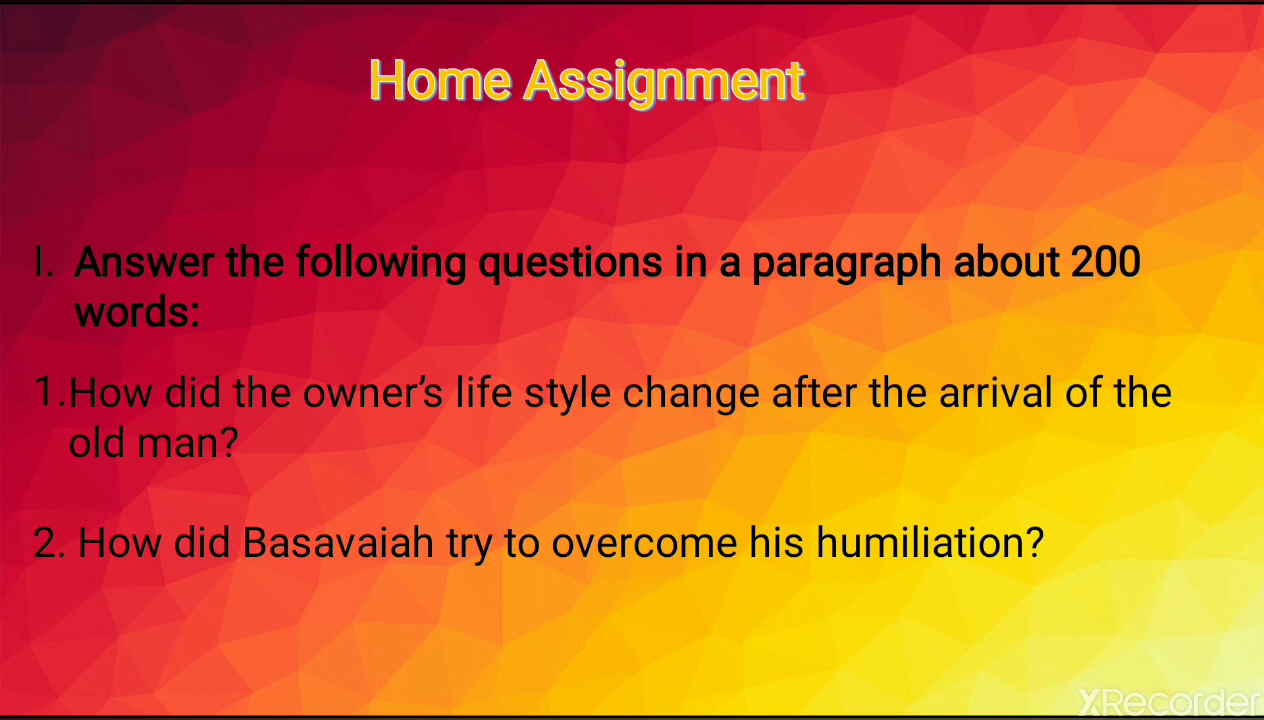 Home Assignment
I. Answer the following questions in a paragraph about 200
words:
1.How did the owner’s life style change after the arrival of the
old man?
2. How did Basavaiah try to overcome his humiliation?
XRecorder